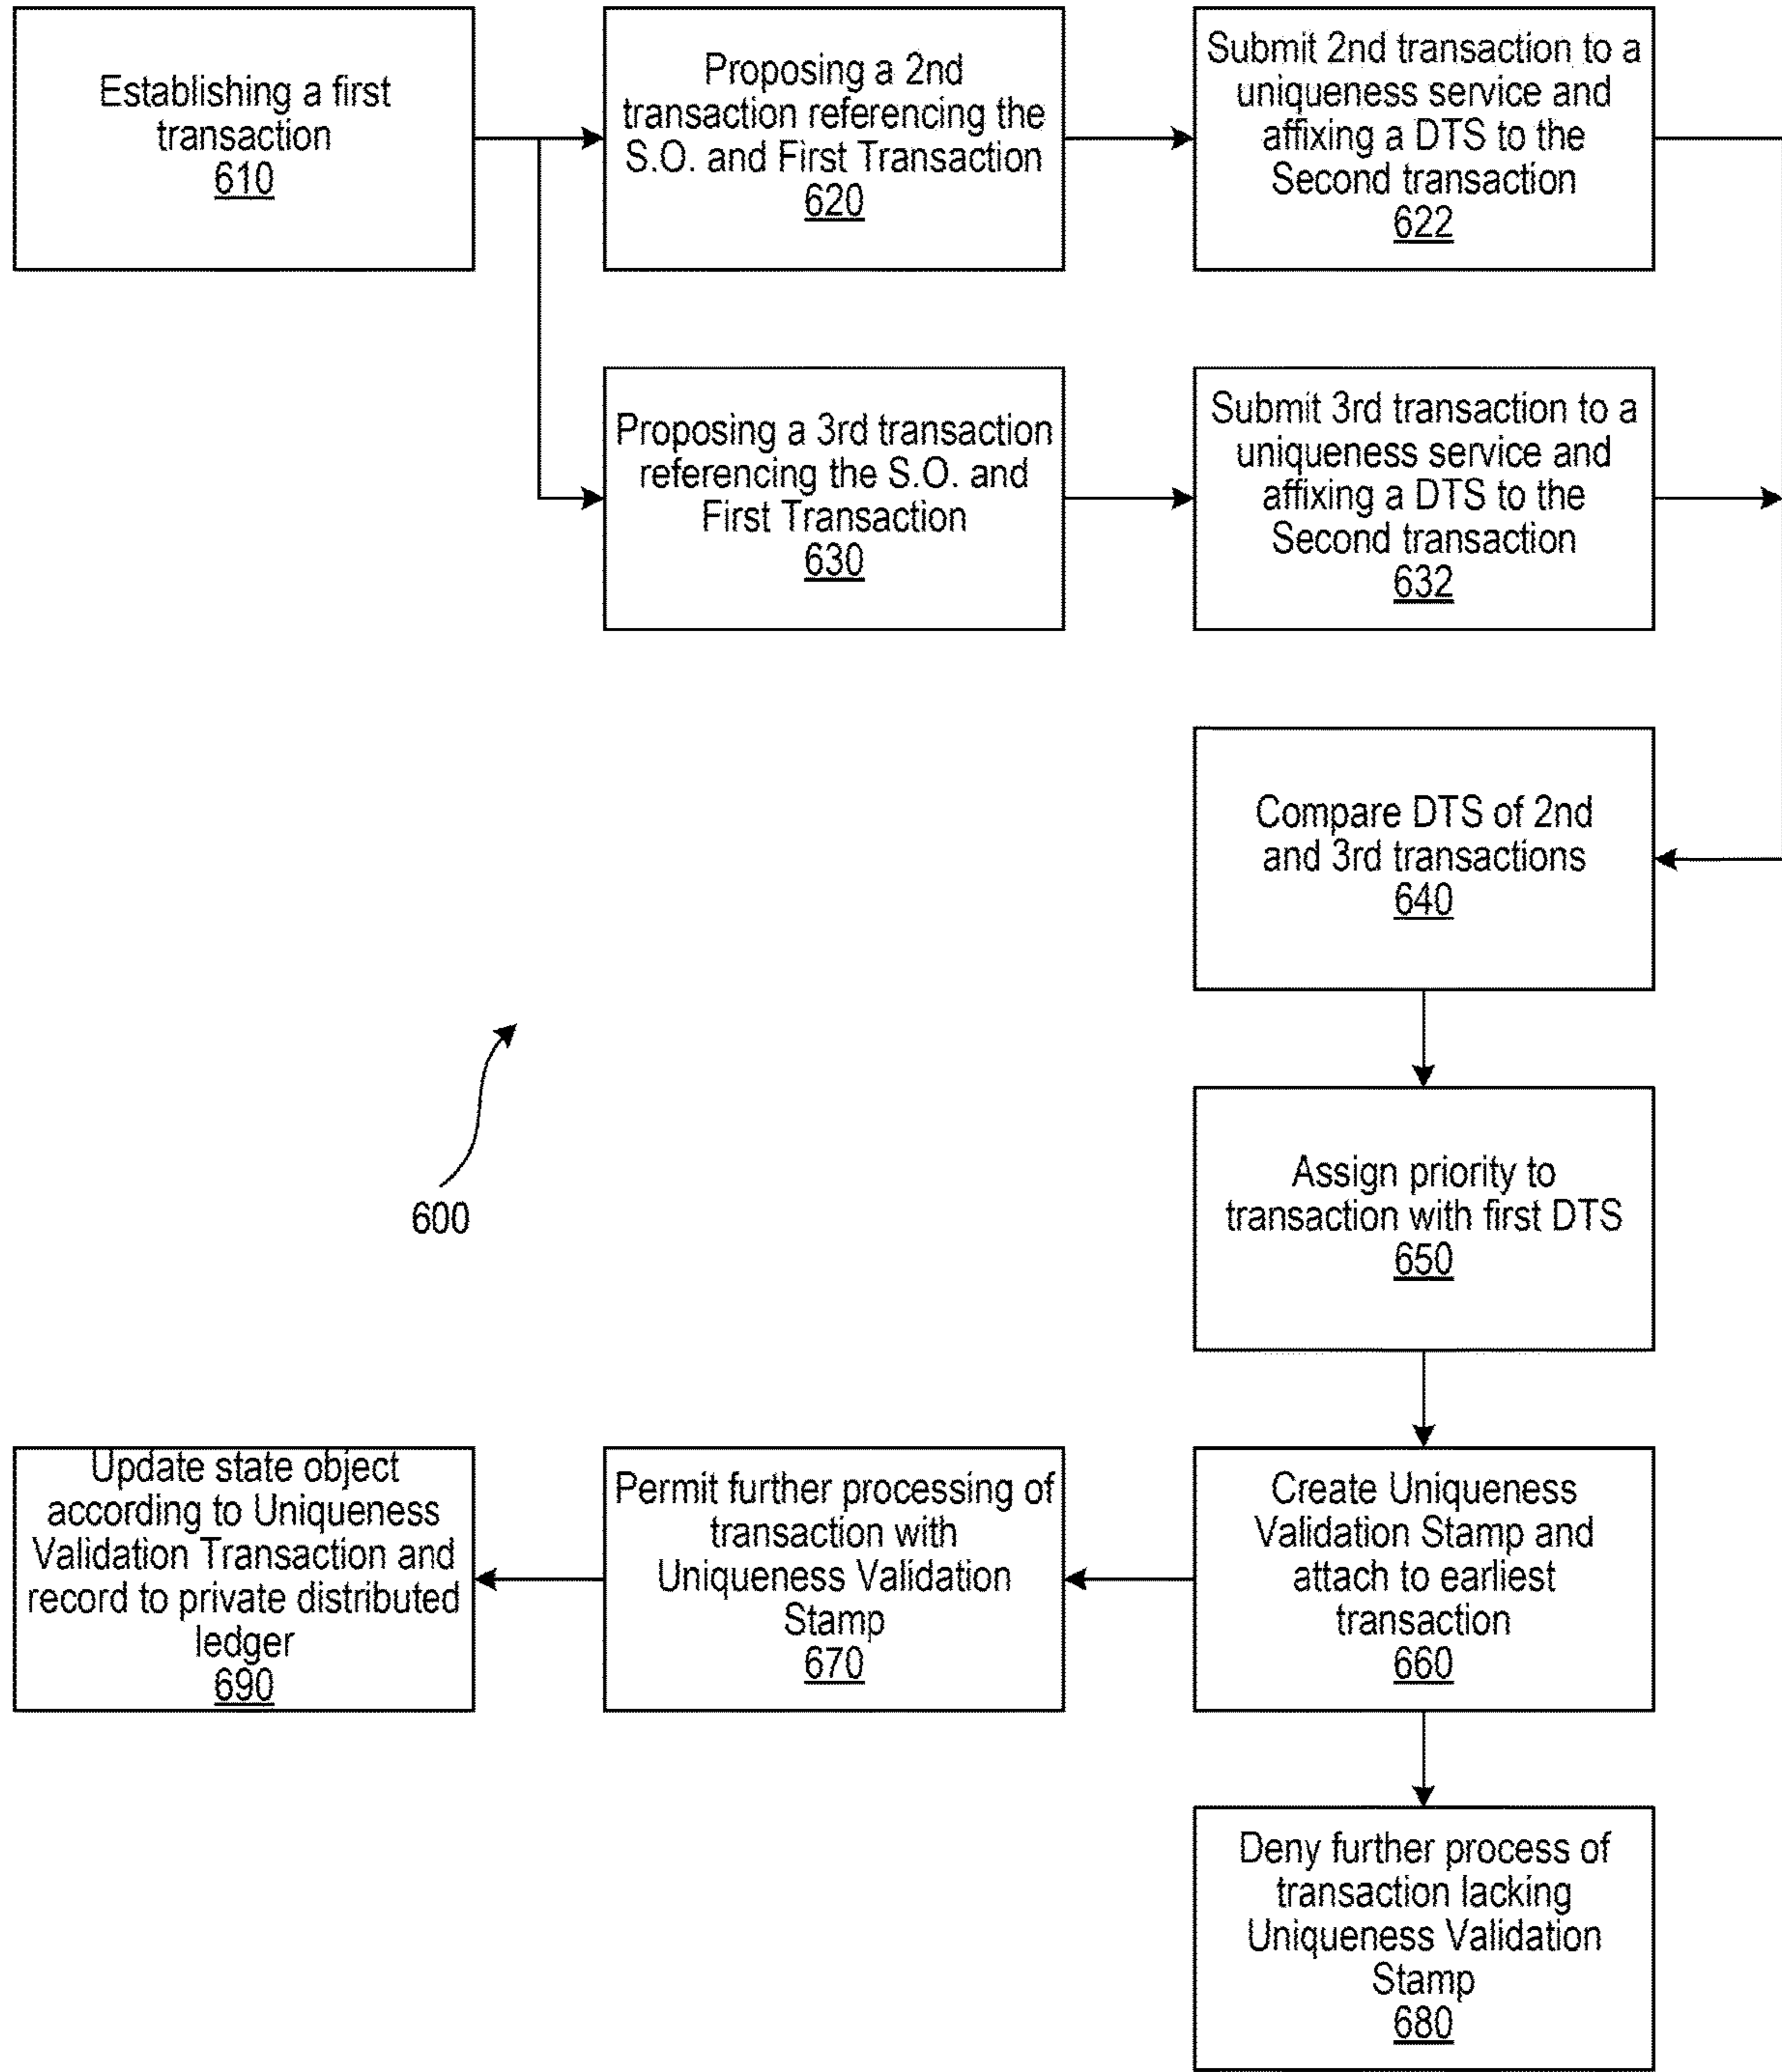 Establishing a first
transaction
610
Proposing a 2nd
transaction referencing the
S.O. and First Transaction
620
Submit 2nd transaction to a
uniqueness service and
affixing a DTS to the
Second transaction
622
Proposing a 3rd transaction
referencing the S.O. and
First Transaction
630
Submit 3rd transaction to a
uniqueness service and
affixing a DTS to the
Second transaction
632
Compare DTS of 2nd
and 3rd transactions
640
600
Assign priority to
transaction with first DTS
650
Update state object
according to Uniqueness
Validation Transaction and
record to private distributed
ledger
690
Permit further processing of
transaction with
Uniqueness Validation
Stamp
670
Create Uniqueness
Validation Stamp and
attach to earliest
transaction
660
Deny further process of
transaction lacking
Uniqueness Validation
Stamp
680